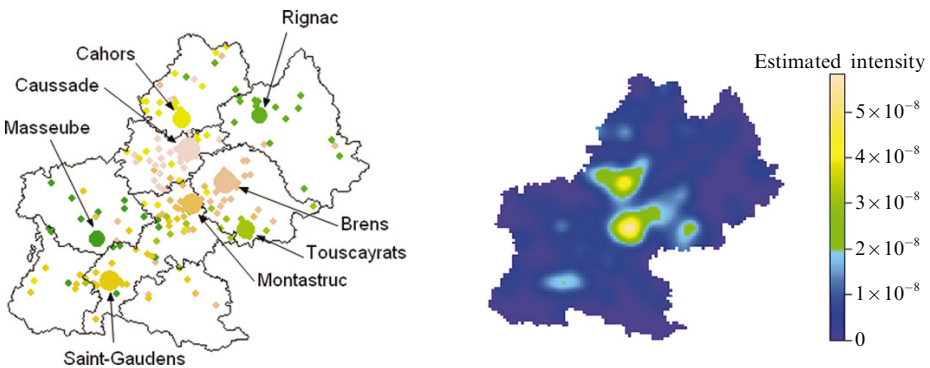 Rignac
Cahors
Caussade
Masseube
Brens
Touscayrats
Montastruc
Saint-Gaudens
Estimated intensity
5×10⁻⁸
4×10⁻⁸
3×10⁻⁸
2×10⁻⁸
1×10⁻⁸
0